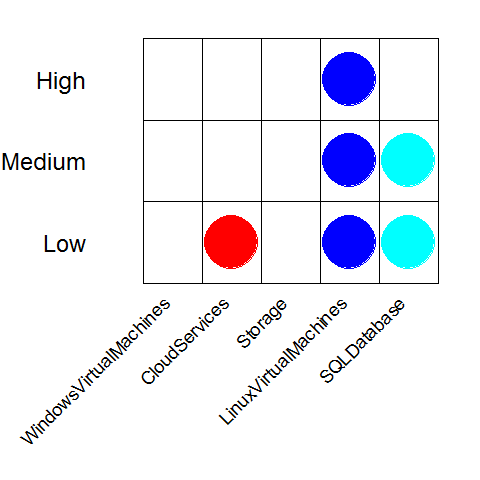 High
Medium
Low
WindowsVirtualMachines
CloudServices
Storage
LinuxVirtualMachines
SQLDatabase